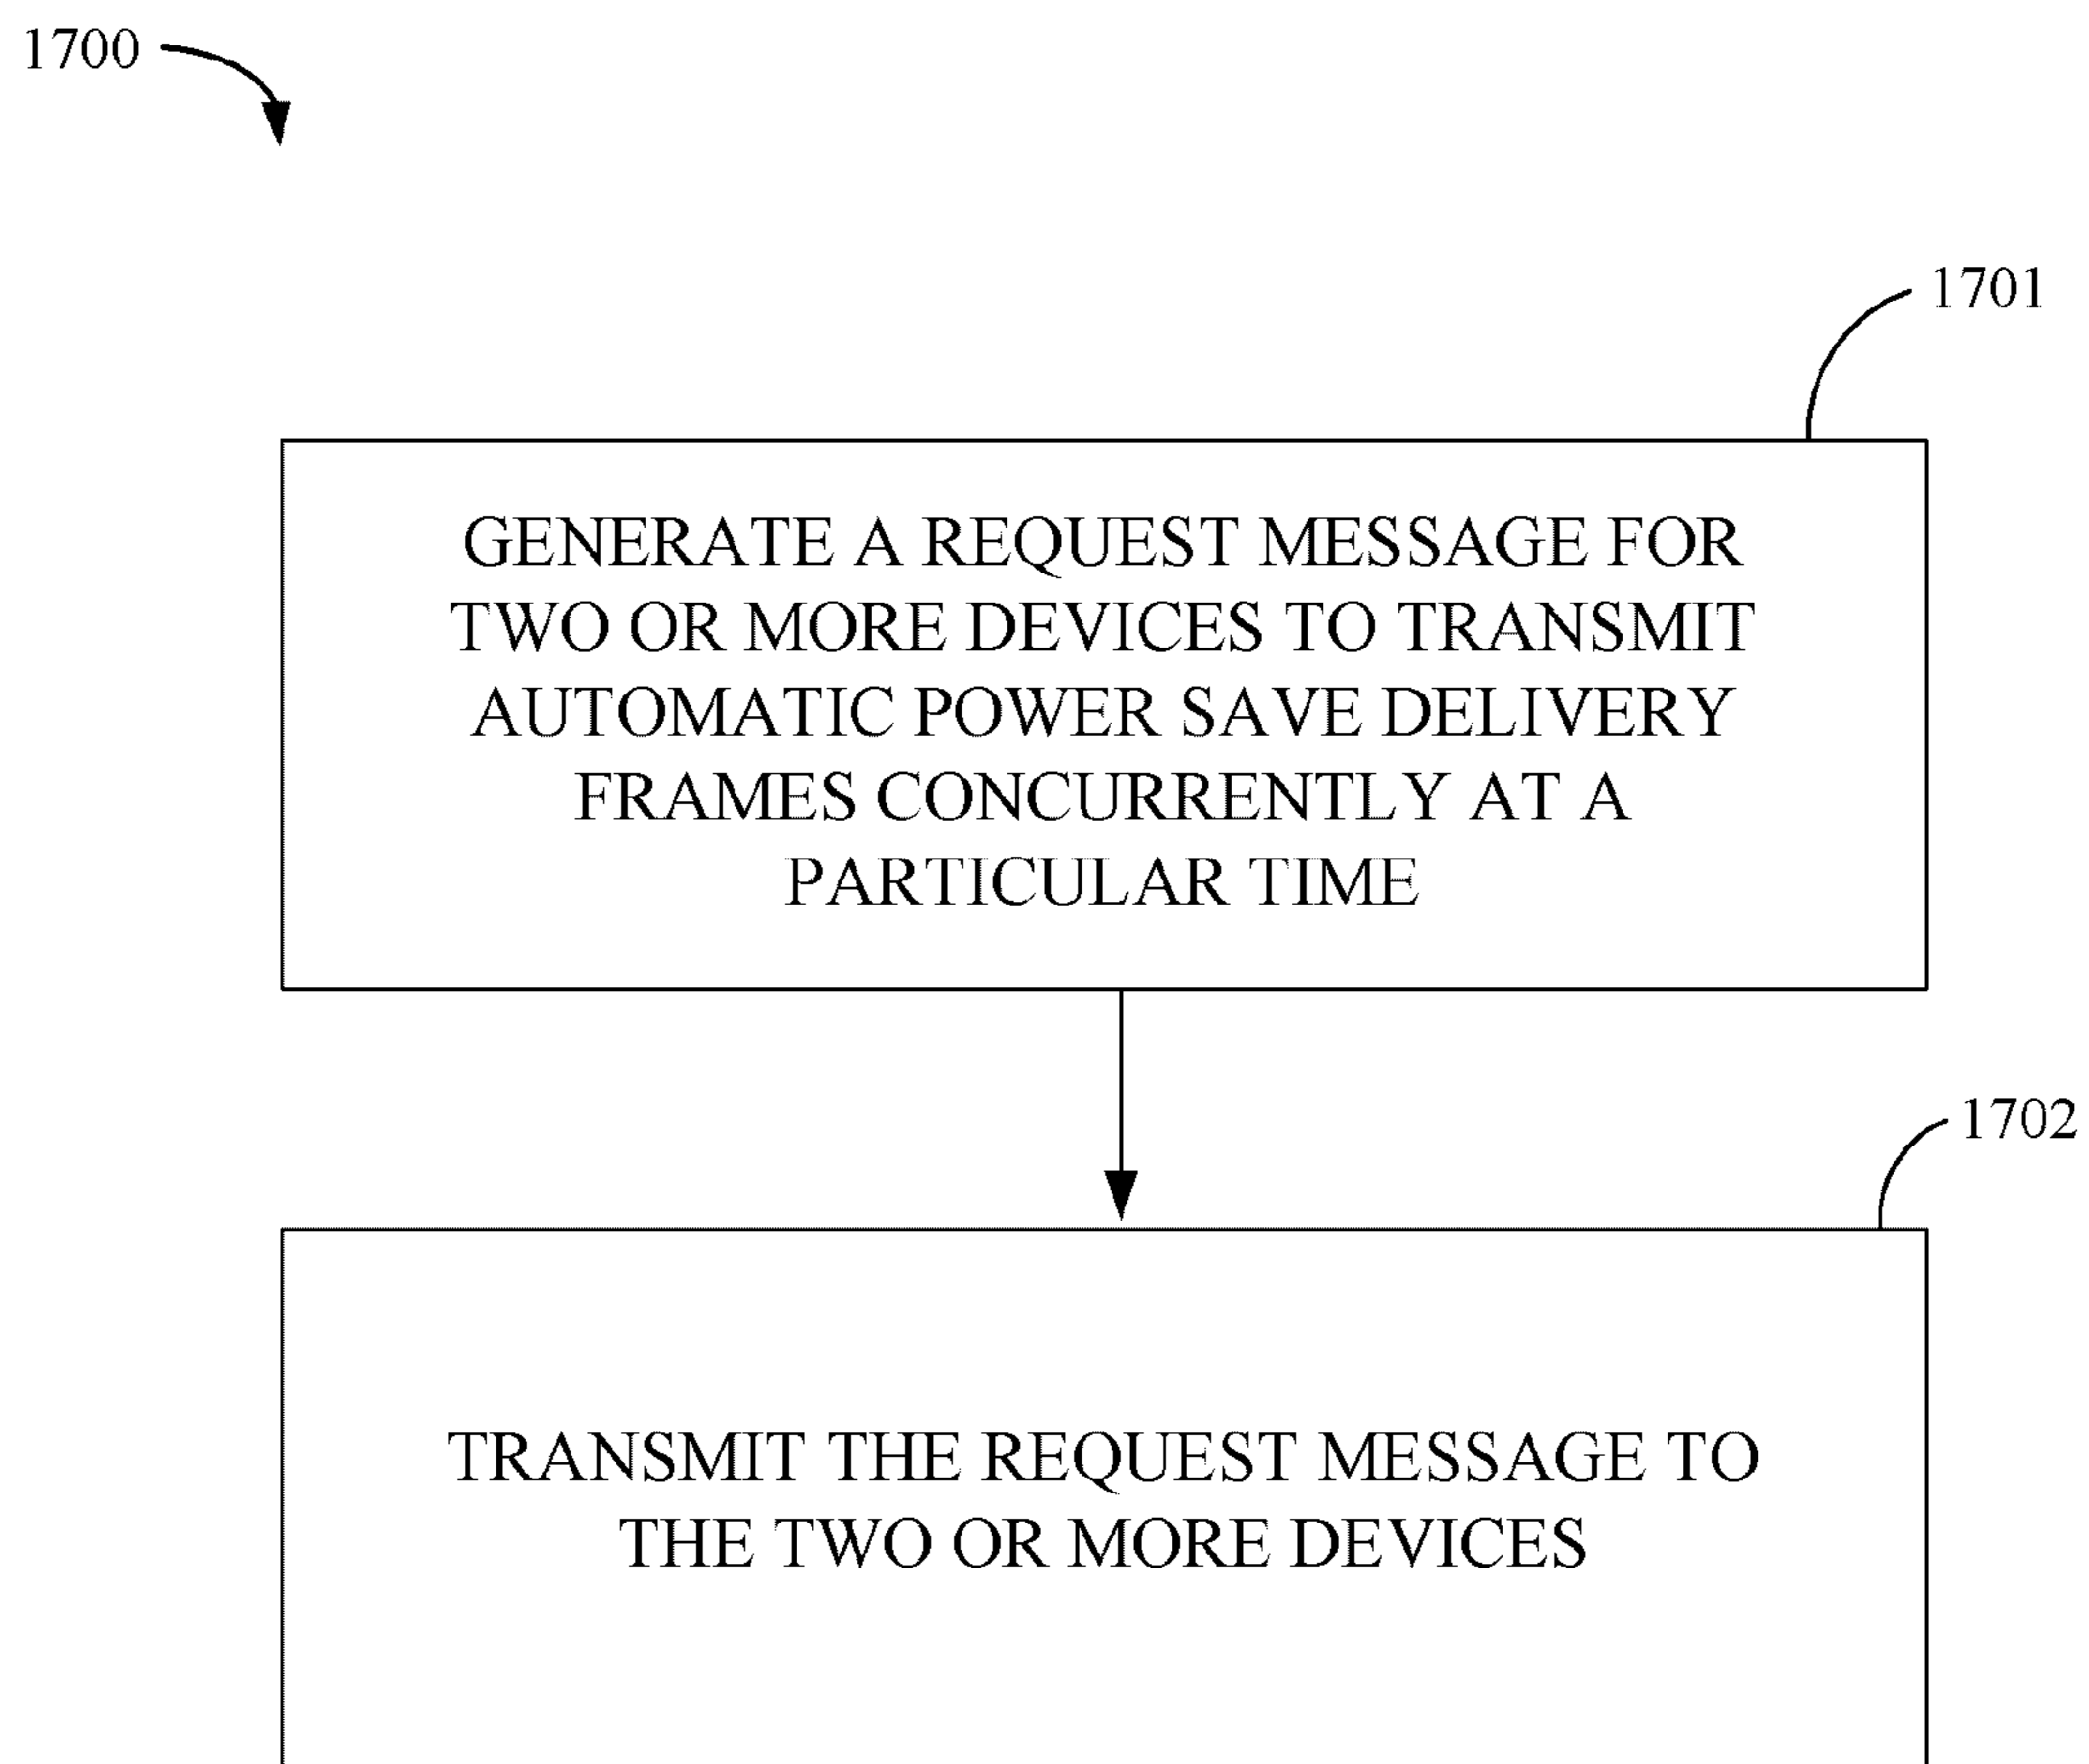 1700
1701
GENERATE A REQUEST MESSAGE FOR
TWO OR MORE DEVICES TO TRANSMIT
AUTOMATIC POWER SAVE DELIVERY
FRAMES CONCURRENTLY AT A
PARTICULAR TIME
1702
TRANSMIT THE REQUEST MESSAGE TO
THE TWO OR MORE DEVICES